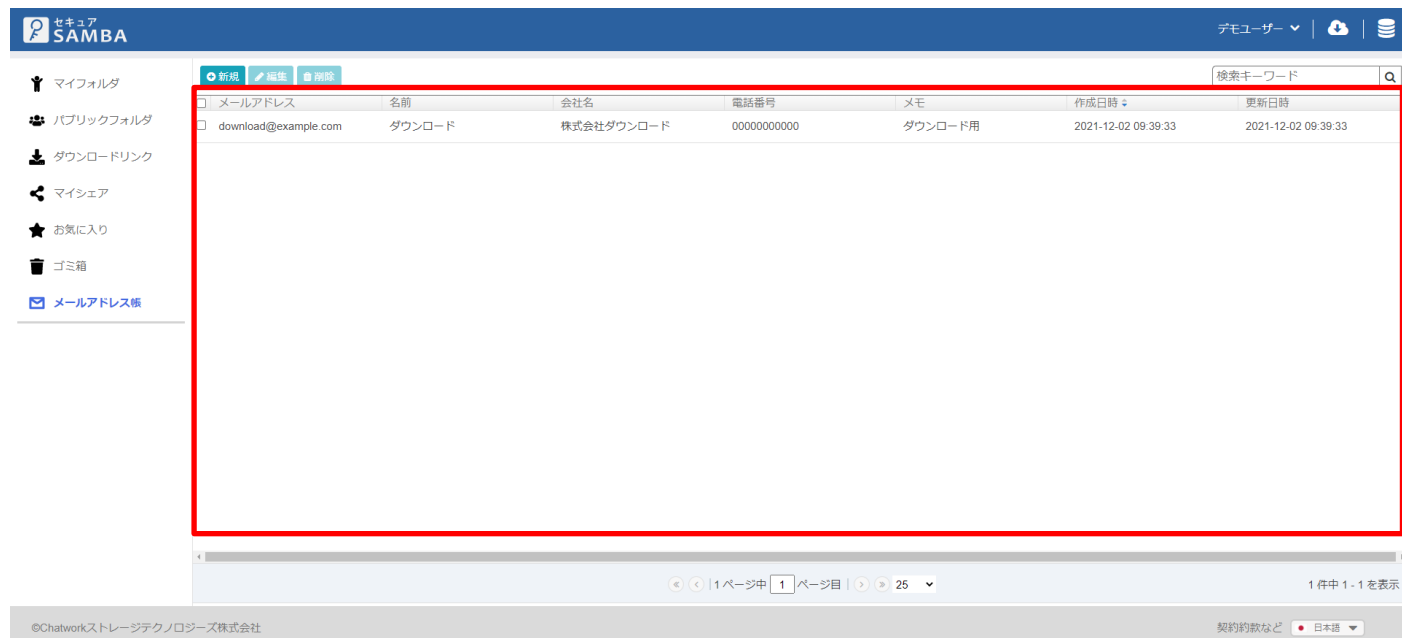 セキュア
SAMBA
デモユーザー
マイフォルダ
パブリックフォルダ
ダウンロードリンク
マイシェア
お気に入り
ゴミ箱
メールアドレス帳
新規 編集 削除
検索キーワード
メールアドレス 名前 会社名 電話番号 メモ 作成日時 更新日時
download@example.com ダウンロード 株式会社ダウンロード 00000000000 ダウンロード用 2021-12-02 09:39:33 2021-12-02 09:39:33
1ページ中 1 ページ目 25
1 件中 1 - 1 を表示
©Chatworkストレージテクノロジーズ株式会社
契約約款など 日本語